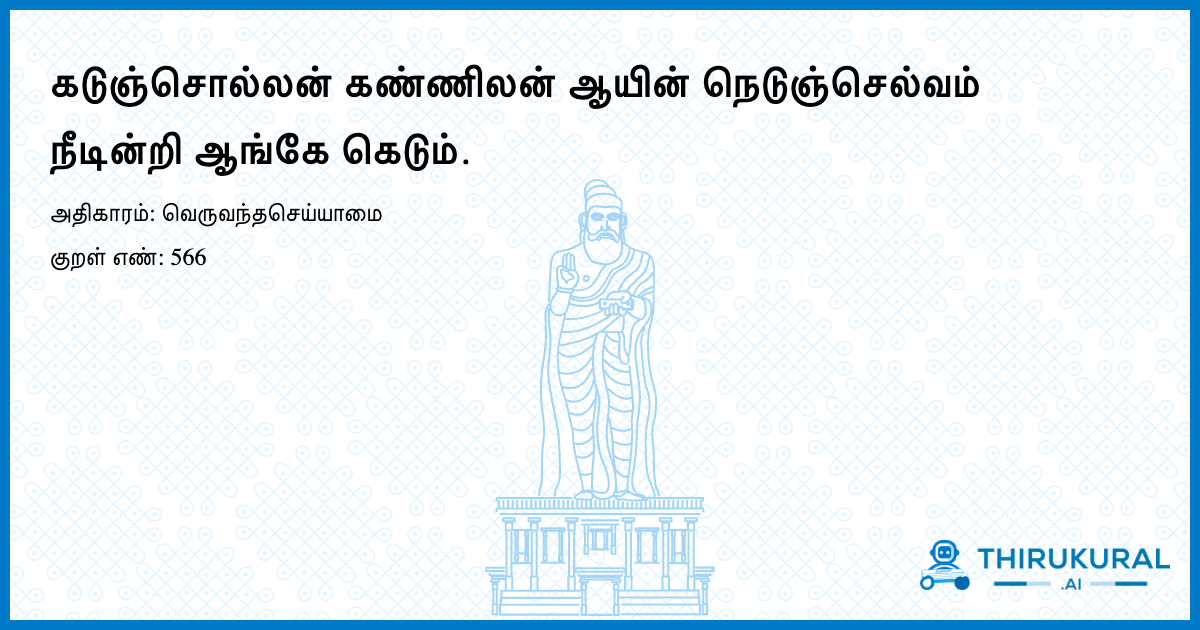 கடுஞ்சொல்லன் கண்ணிலன் ஆயின் நெடுஞ்செல்வம்
நீடின்றி ஆங்கே கெடும்.
அதிகாரம்: வெருவந்தசெய்யாமை
குறள் எண்: 566
THIRUKURAL
.AI